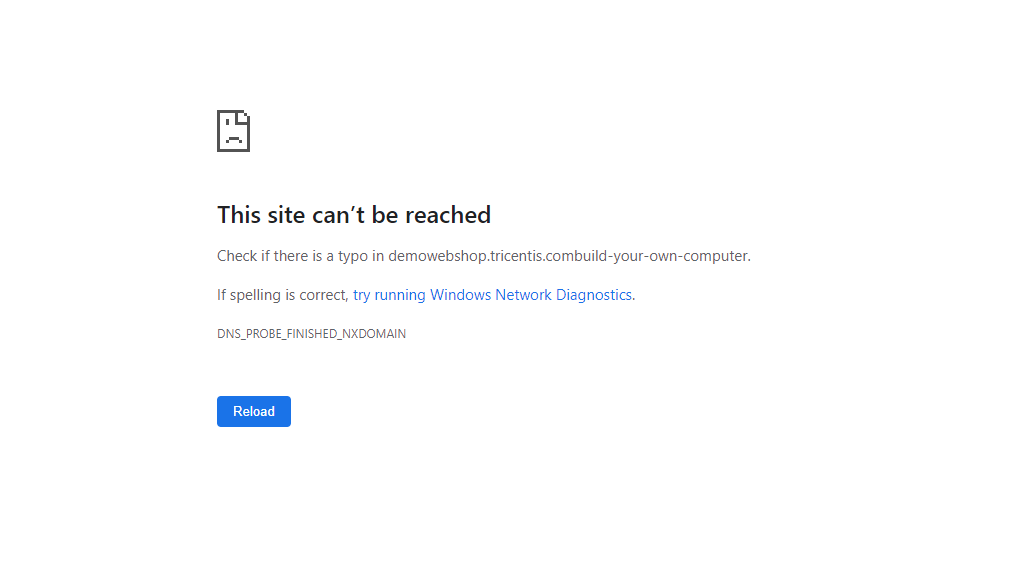 This site can’t be reached
Check if there is a typo in demowebshop.tricentis.combuild-your-own-computer.
If spelling is correct, try running Windows Network Diagnostics.
DNS_PROBE_FINISHED_NXDOMAIN
Reload